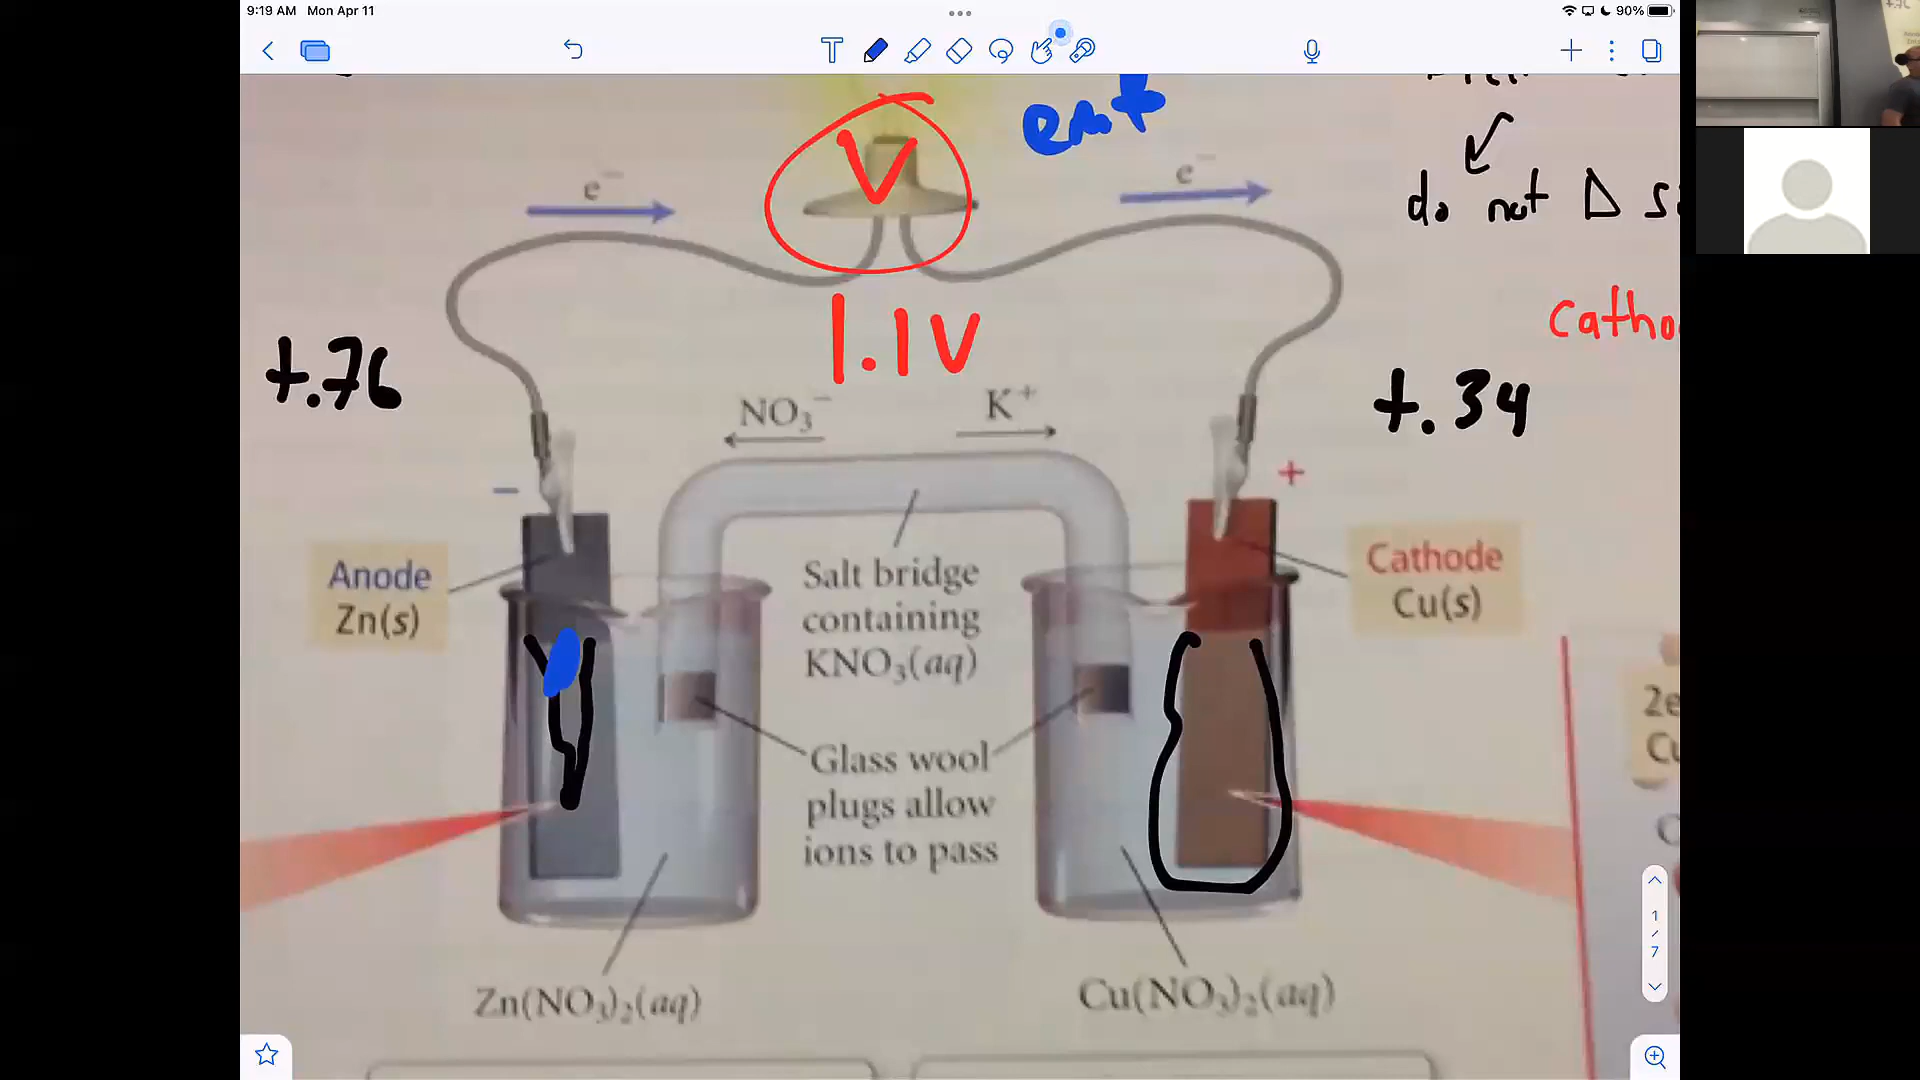 9:19 AM Mon Apr 11
90%
T
emf
e⁻
V
e⁻
do not Δ
1.1V
+.76
+.34
NO₃⁻
K⁺
−
+
Anode
Zn(s)
Salt bridge
containing
KNO₃(aq)
Cathode
Cu(s)
Glass wool
plugs allow
ions to pass
2e
Cu
Zn(NO₃)₂(aq)
Cu(NO₃)₂(aq)
1
/
7